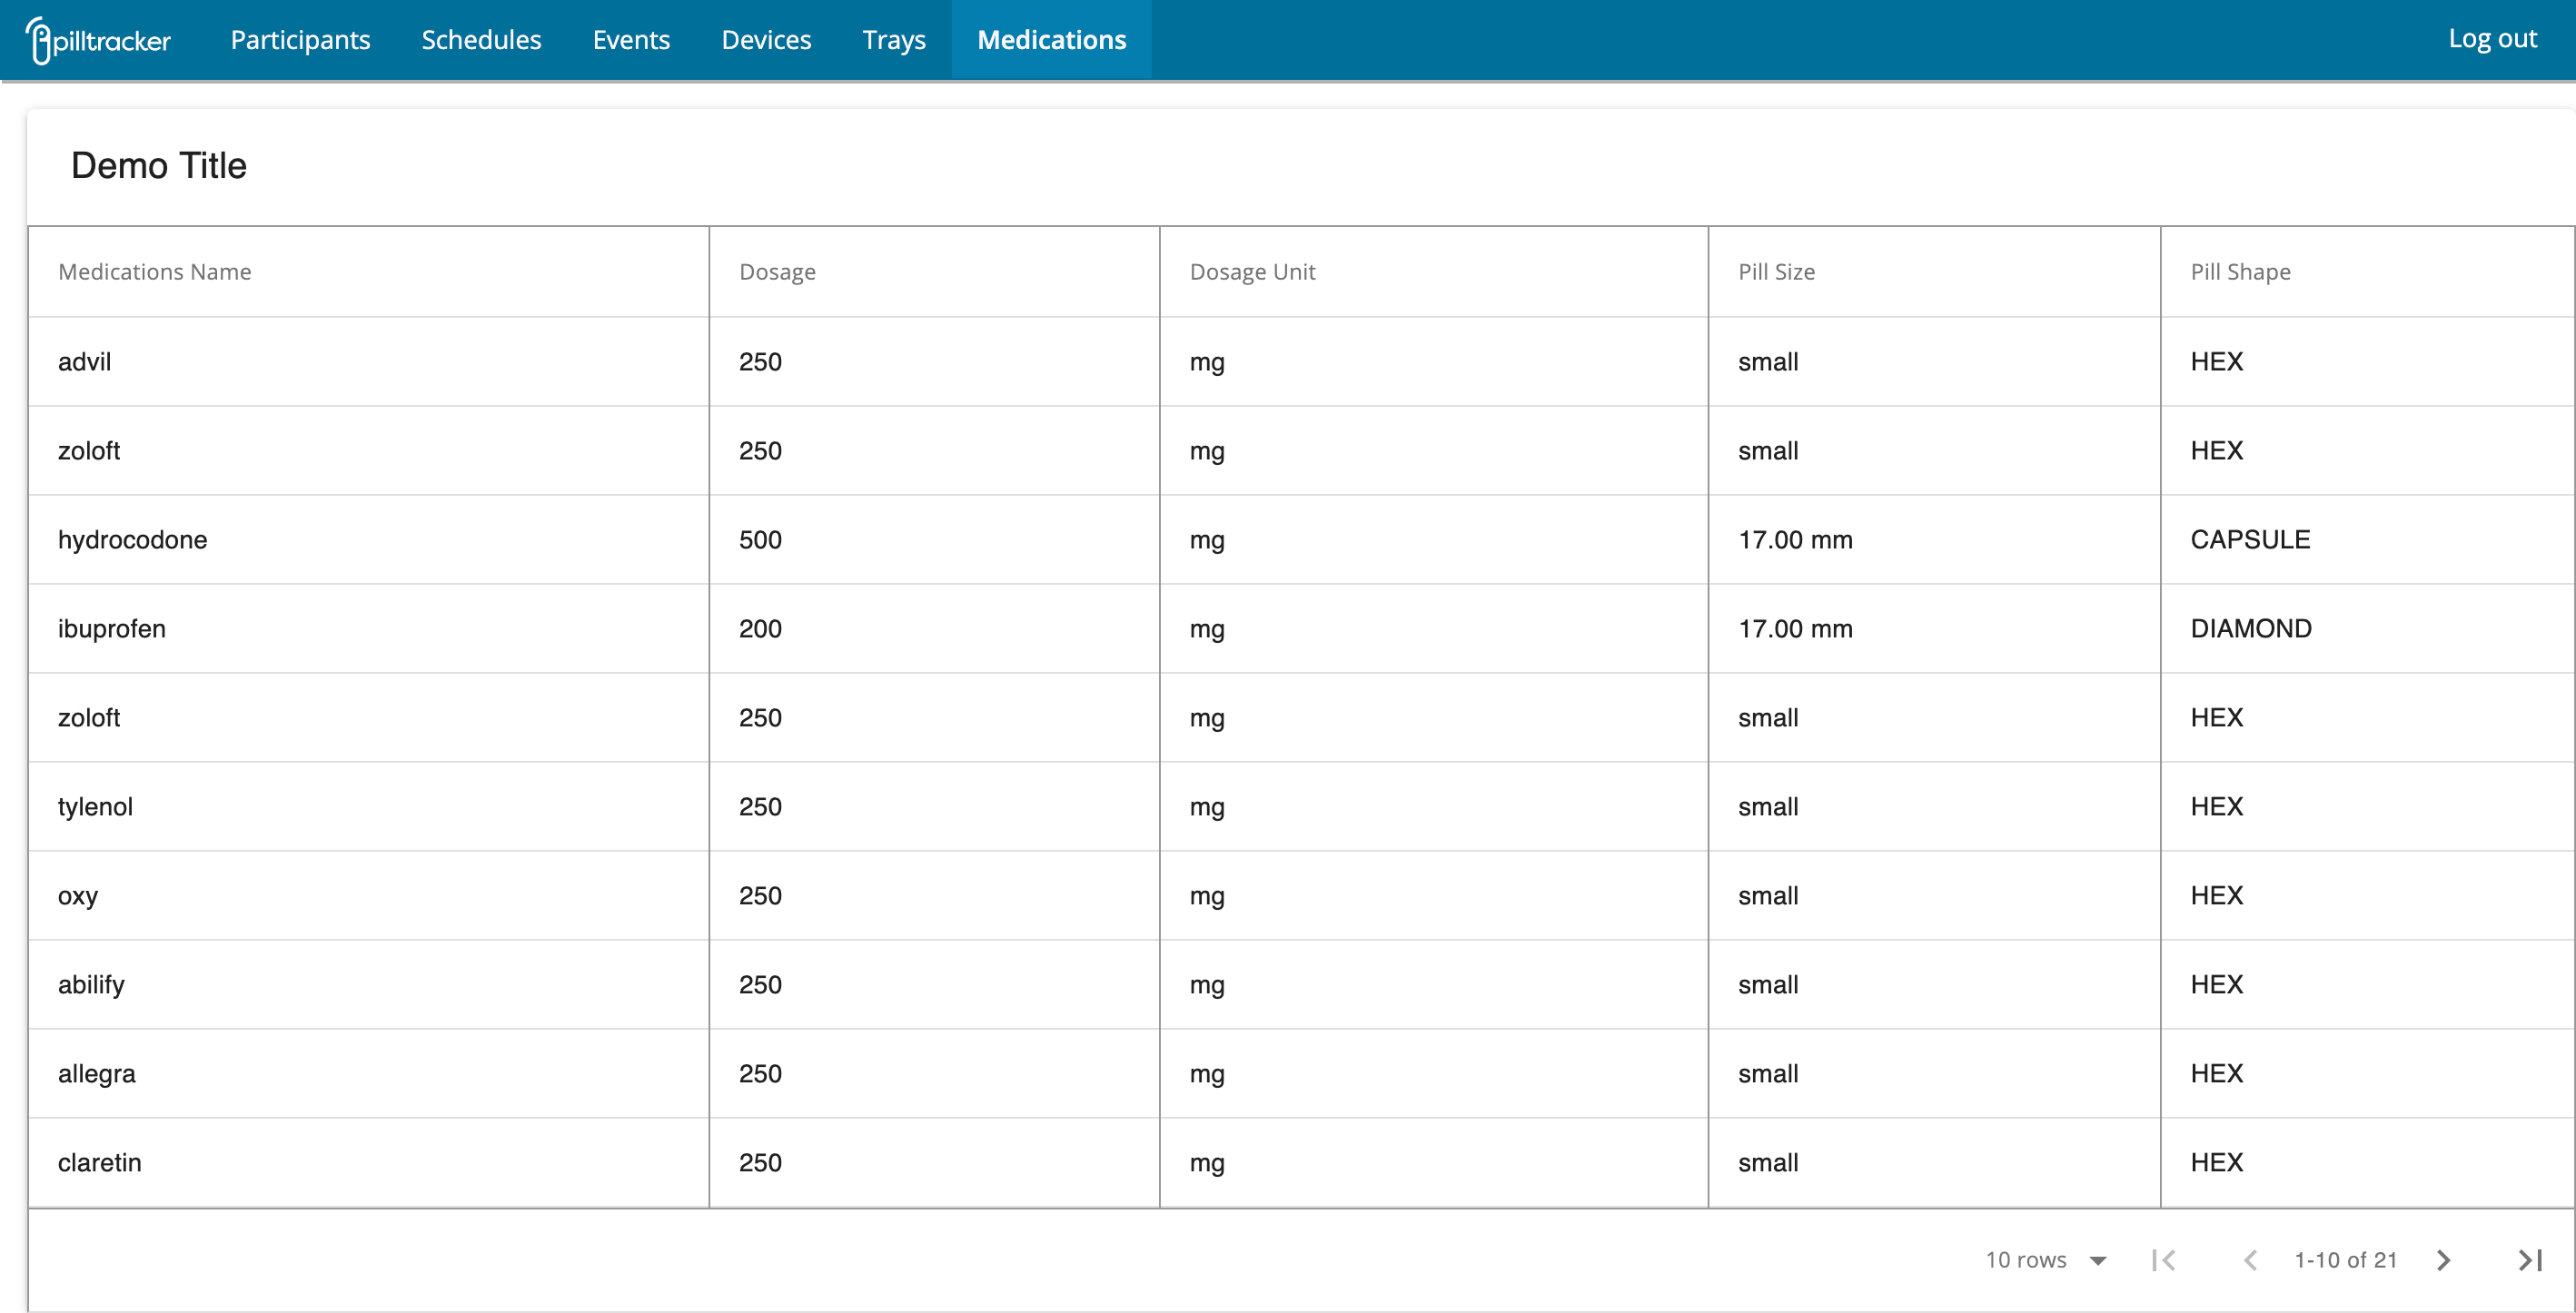 pilltracker Participants Schedules Events Devices Trays Medications Log out
Demo Title
Medications Name Dosage Dosage Unit Pill Size Pill Shape
advil 250 mg small HEX
zoloft 250 mg small HEX
hydrocodone 500 mg 17.00 mm CAPSULE
ibuprofen 200 mg 17.00 mm DIAMOND
zoloft 250 mg small HEX
tylenol 250 mg small HEX
oxy 250 mg small HEX
abilify 250 mg small HEX
allegra 250 mg small HEX
claretin 250 mg small HEX
10 rows 1-10 of 21